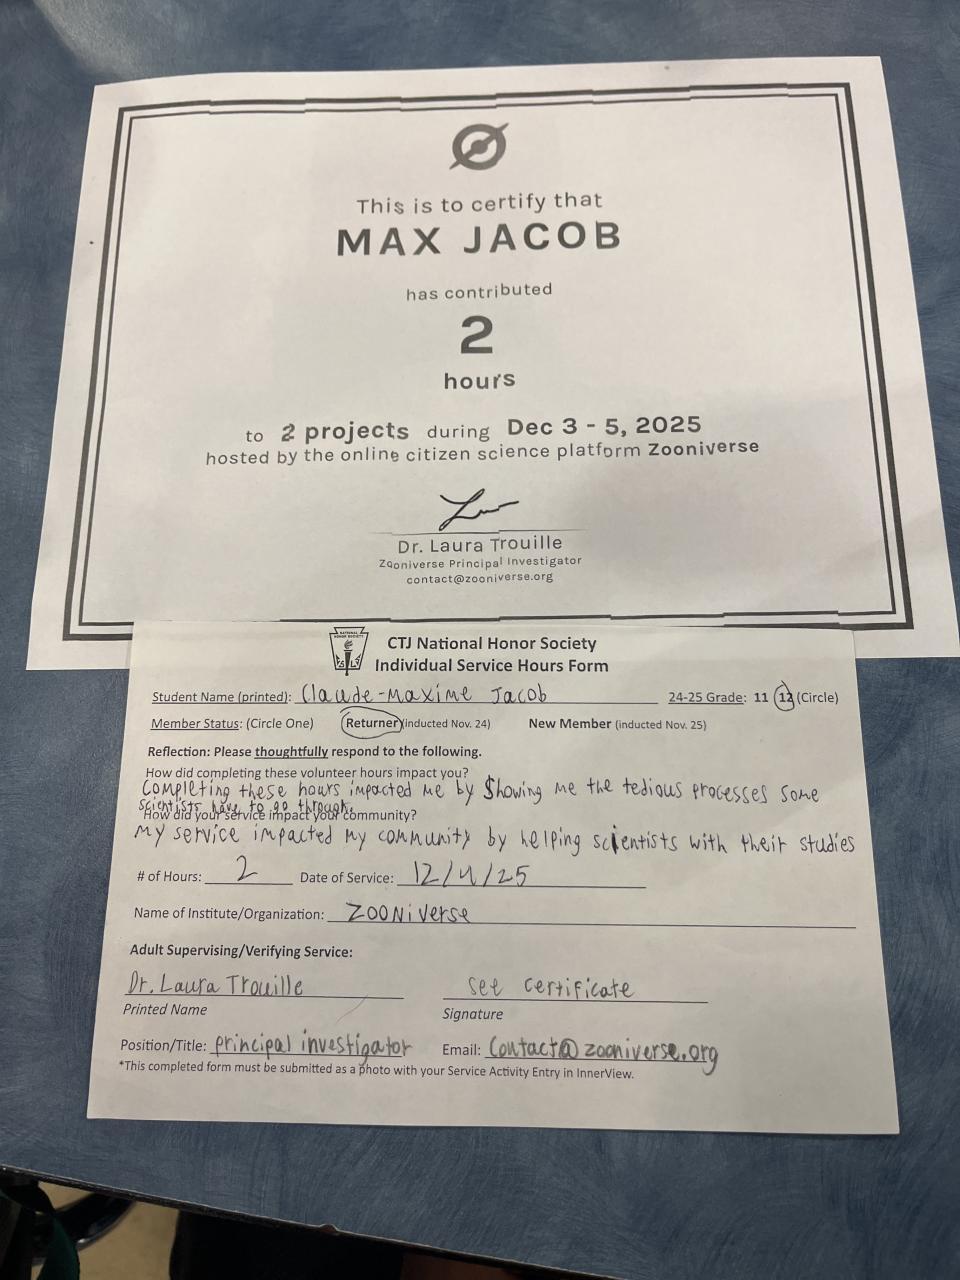 This is to certify that
MAX JACOB
has contributed
2
hours
to 2 projects during Dec 3 - 5, 2025
hosted by the online citizen science platform Zooniverse
Dr. Laura Trouille
Zooniverse Principal Investigator
contact@zooniverse.org
NATIONAL
HONOR SOCIETY
CTJ National Honor Society
Individual Service Hours Form
Student Name (printed): Claude-Maxime Jacob 24-25 Grade: 11 12 (Circle)
Member Status: (Circle One) Returner (inducted Nov. 24) New Member (inducted Nov. 25)
Reflection: Please thoughtfully respond to the following.
How did completing these volunteer hours impact you?
Completing these hours impacted me by showing me the tedious processes some
scientists have to go through.
How did your service impact your community?
My service impacted my community by helping scientists with their studies
# of Hours: 2 Date of Service: 12/4/25
Name of Institute/Organization: ZOONiverse
Adult Supervising/Verifying Service:
Dr. Laura Trouille see certificate
Printed Name Signature
Position/Title: principal investigator Email: Contact@zooniverse.org
*This completed form must be submitted as a photo with your Service Activity Entry in InnerView.